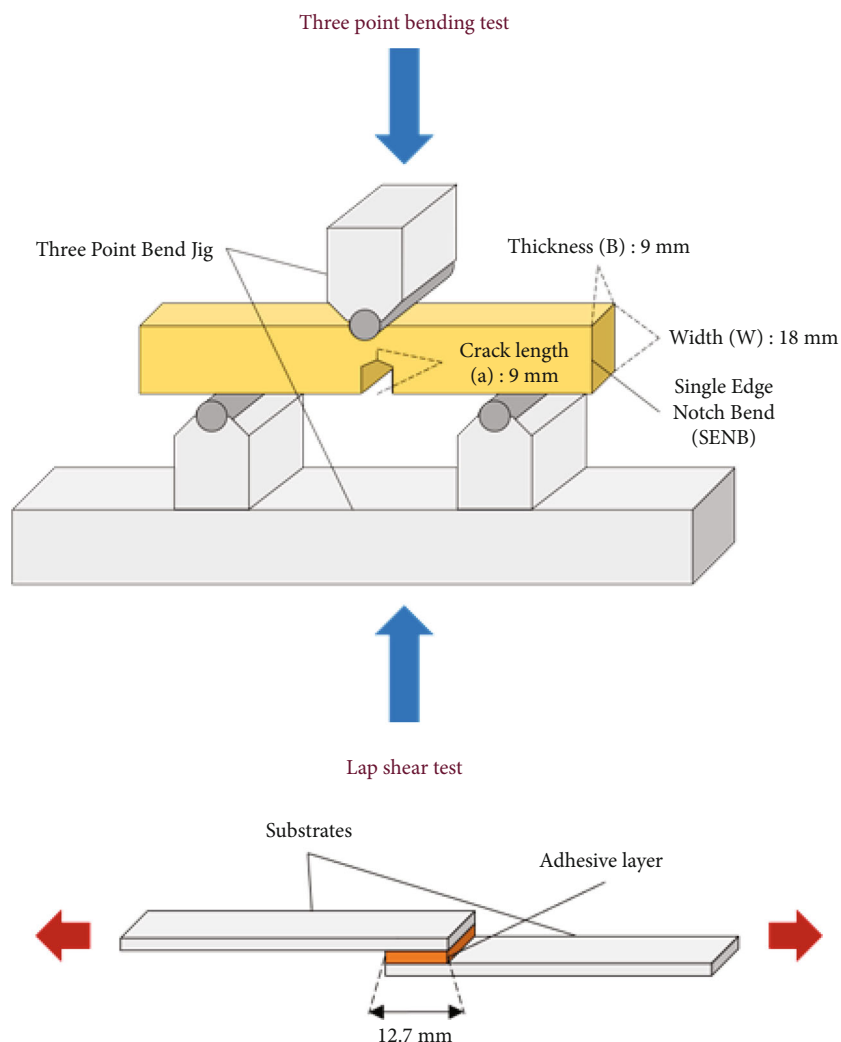 Three point bending test
Three Point Bend Jig
Thickness (B) : 9 mm
Crack length
(a) : 9 mm
Width (W) : 18 mm
Single Edge
Notch Bend
(SENB)
Lap shear test
Substrates
Adhesive layer
12.7 mm